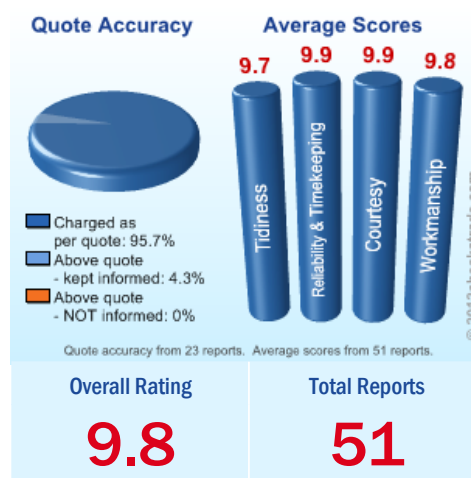 Quote Accuracy
Charged as
per quote: 95.7%
Above quote
- kept informed: 4.3%
Above quote
- NOT informed: 0%
Average Scores
9.7
9.9
9.9
9.8
Tidiness
Reliability & Timekeeping
Courtesy
Workmanship
Quote accuracy from 23 reports. Average scores from 51 reports.
Overall Rating
9.8
Total Reports
51